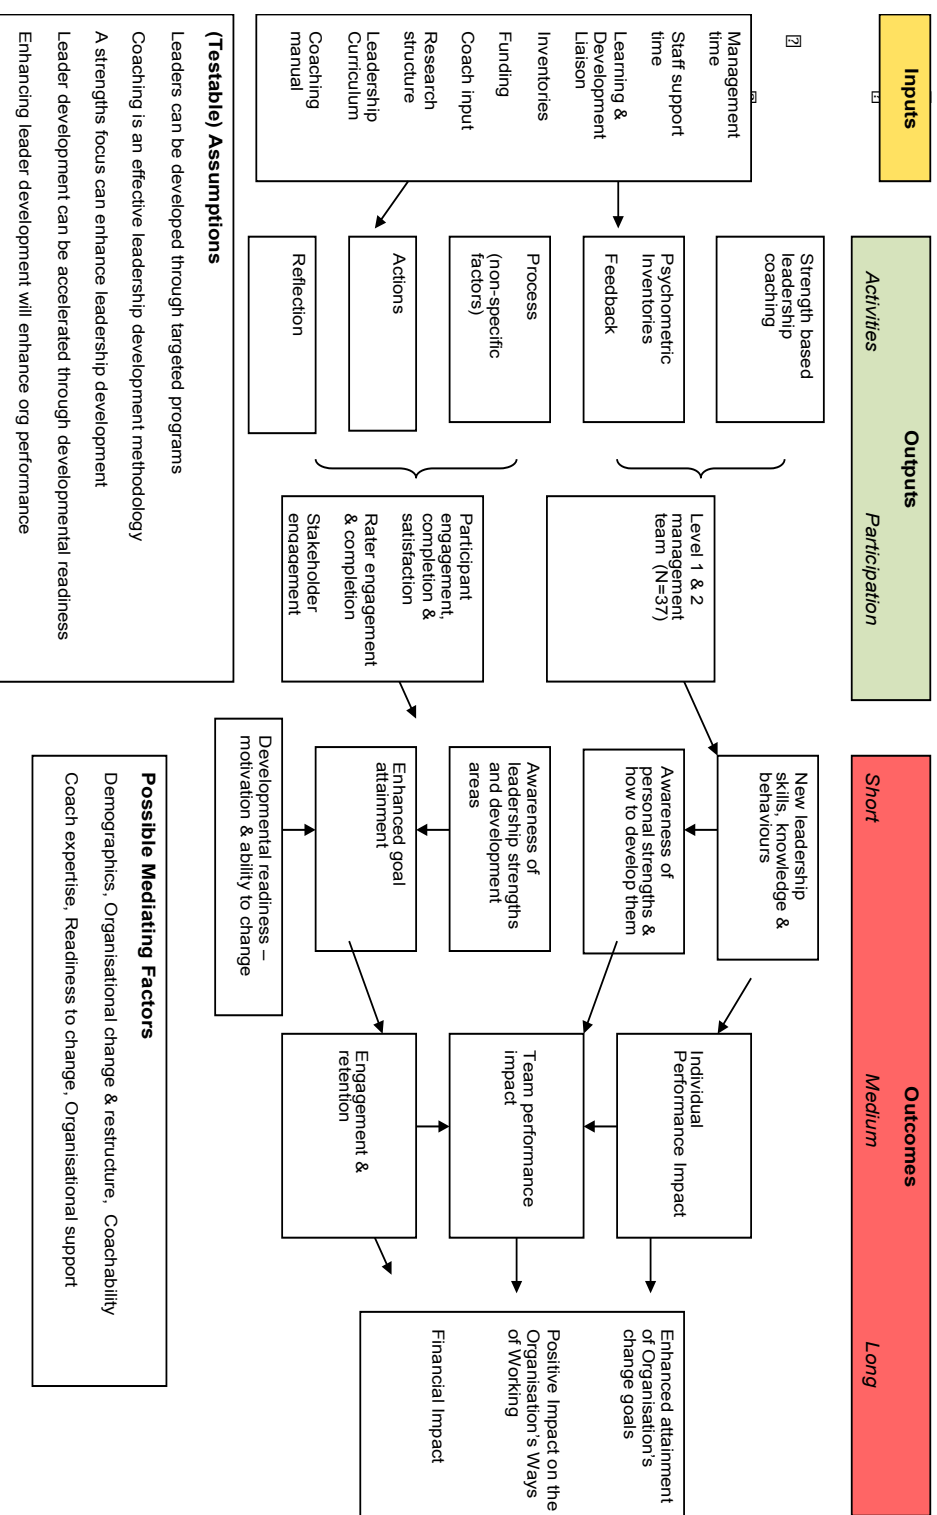 Inputs
Outputs
Outcomes
Activities
Participation
Short
Medium
Long
Management
time
Staff support
time
Learning &
Development
Liaison
Inventories
Funding
Coach input
Research
structure
Leadership
Curriculum
Coaching
manual
Strength based
leadership
coaching
Psychometric
Inventories
Feedback
Process
(non-specific
factors)
Actions
Reflection
Level 1 & 2
management
team (N=37)
Participant
engagement,
completion &
satisfaction
Rater engagement
& completion
Stakeholder
engagement
New leadership
skills, knowledge &
behaviours
Awareness of
personal strengths &
how to develop them
Awareness of
leadership strengths
and development
areas
Enhanced goal
attainment
Developmental readiness –
motivation & ability to change
Individual
Performance Impact
Team performance
impact
Engagement &
retention
Enhanced attainment
of Organisation's
change goals
Positive Impact on the
Organisation's Ways
of Working
Financial Impact
(Testable) Assumptions
Leaders can be developed through targeted programs
Coaching is an effective leadership development methodology
A strengths focus can enhance leadership development
Leader development can be accelerated through developmental readiness
Enhancing leader development will enhance org performance
Possible Mediating Factors
Demographics, Organisational change & restructure, Coachability
Coach expertise, Readiness to change, Organisational support